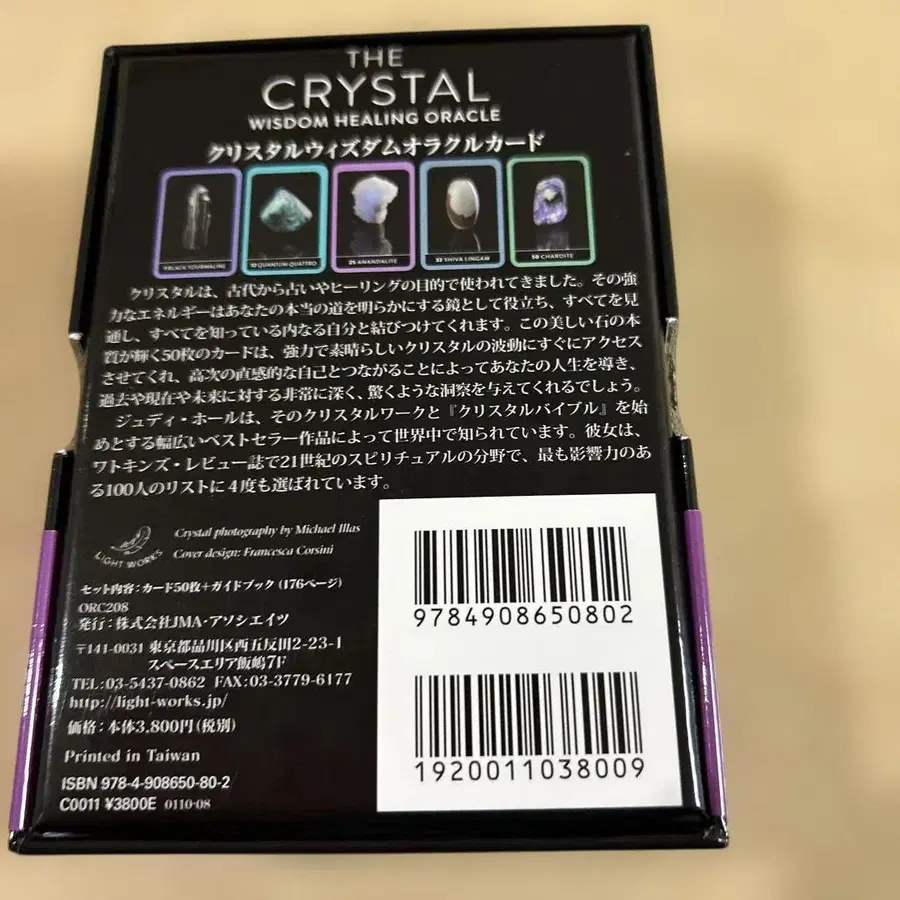 THE
CRYSTAL
WISDOM HEALING ORACLE
クリスタルウィズダムオラクルカード
1 BLACK TOURMALINE
12 QUANTUM QUATTRO
25 ANANDALITE
32 SHIVA LINGAM
50 CHAROITE
クリスタルは、古代から占いやヒーリングの目的で使われてきました。その強
力なエネルギーはあなたの本当の道を明らかにする鏡として役立ち、すべてを見
通し、すべてを知っている内なる自分と結びつけてくれます。この美しい石の本
質が輝く50枚のカードは、強力で素晴らしいクリスタルの波動にすぐにアクセス
させてくれ、高次の直感的な自己とつながることによってあなたの人生を導き、
過去や現在や未来に対する非常に深く、驚くような洞察を与えてくれるでしょう。
ジュディ・ホールは、そのクリスタルワークと『クリスタルバイブル』を始
めとする幅広いベストセラー作品によって世界中で知られています。彼女は、
ワトキンズ・レビュー誌で21世紀のスピリチュアルの分野で、最も影響力のあ
る100人のリストに4度も選ばれています。
LIGHT WORKS
Crystal photography by Michael Illas
Cover design: Francesca Corsini
セット内容：カード50枚＋ガイドブック（176ページ）
ORC208
発行：株式会社JMA・アソシエイツ
〒141-0031 東京都品川区西五反田2-23-1
スペースエリア飯嶋7F
TEL:03-5437-0862 FAX:03-3779-6177
http://light-works.jp/
価格：本体3,800円（税別）
Printed in Taiwan
ISBN 978-4-908650-80-2
C0011 ¥3800E 0110-08
9784908650802
1920011038009